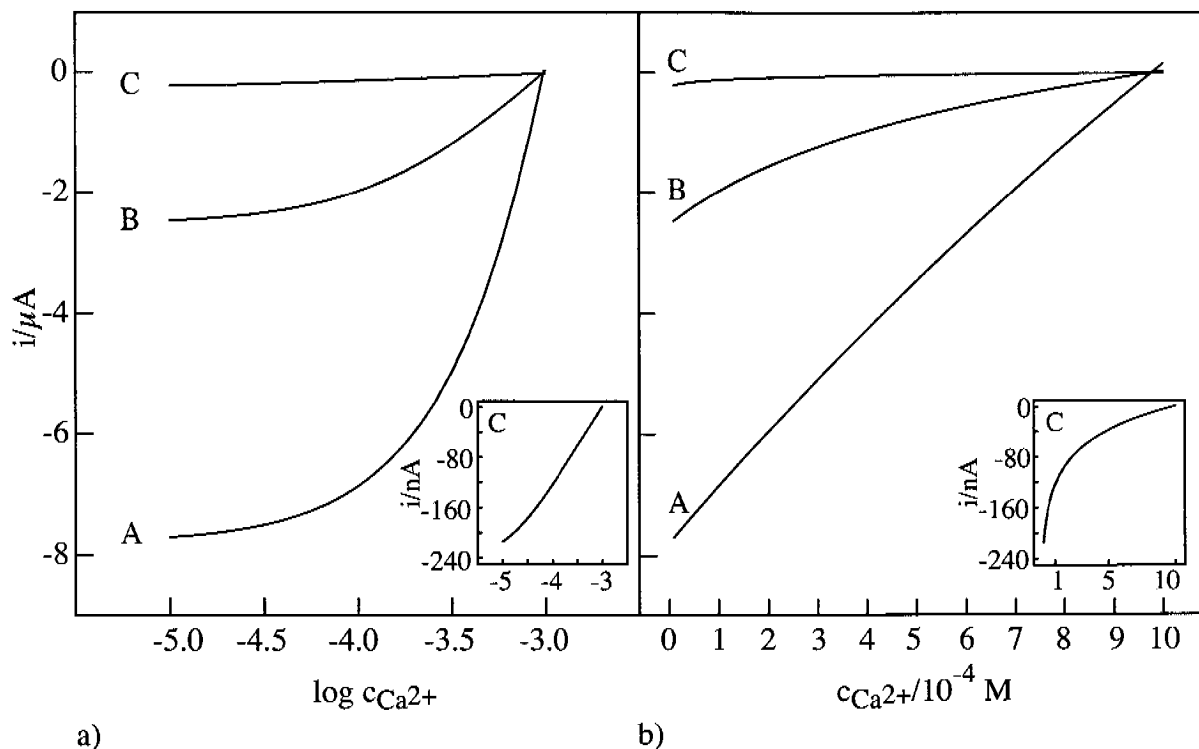 0
-2
-4
-6
-8
i/μA
C
B
A
-5.0 -4.5 -4.0 -3.5 -3.0
log cCa2+
a)
C
i/nA
0
-80
-160
-240
-5 -4 -3
C
B
A
0 1 2 3 4 5 6 7 8 9 10
cCa2+/10⁻⁴ M
b)
C
i/nA
0
-80
-160
-240
1 5 10